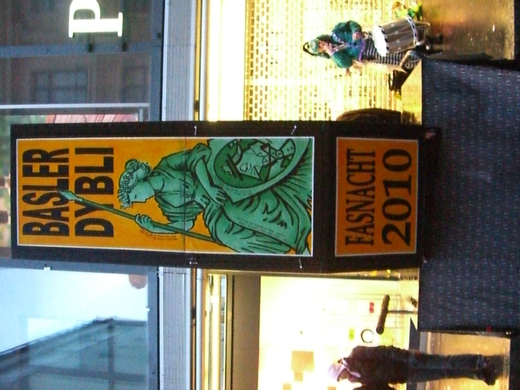 P
BASLER
DYBLI
FASNACHT
2010